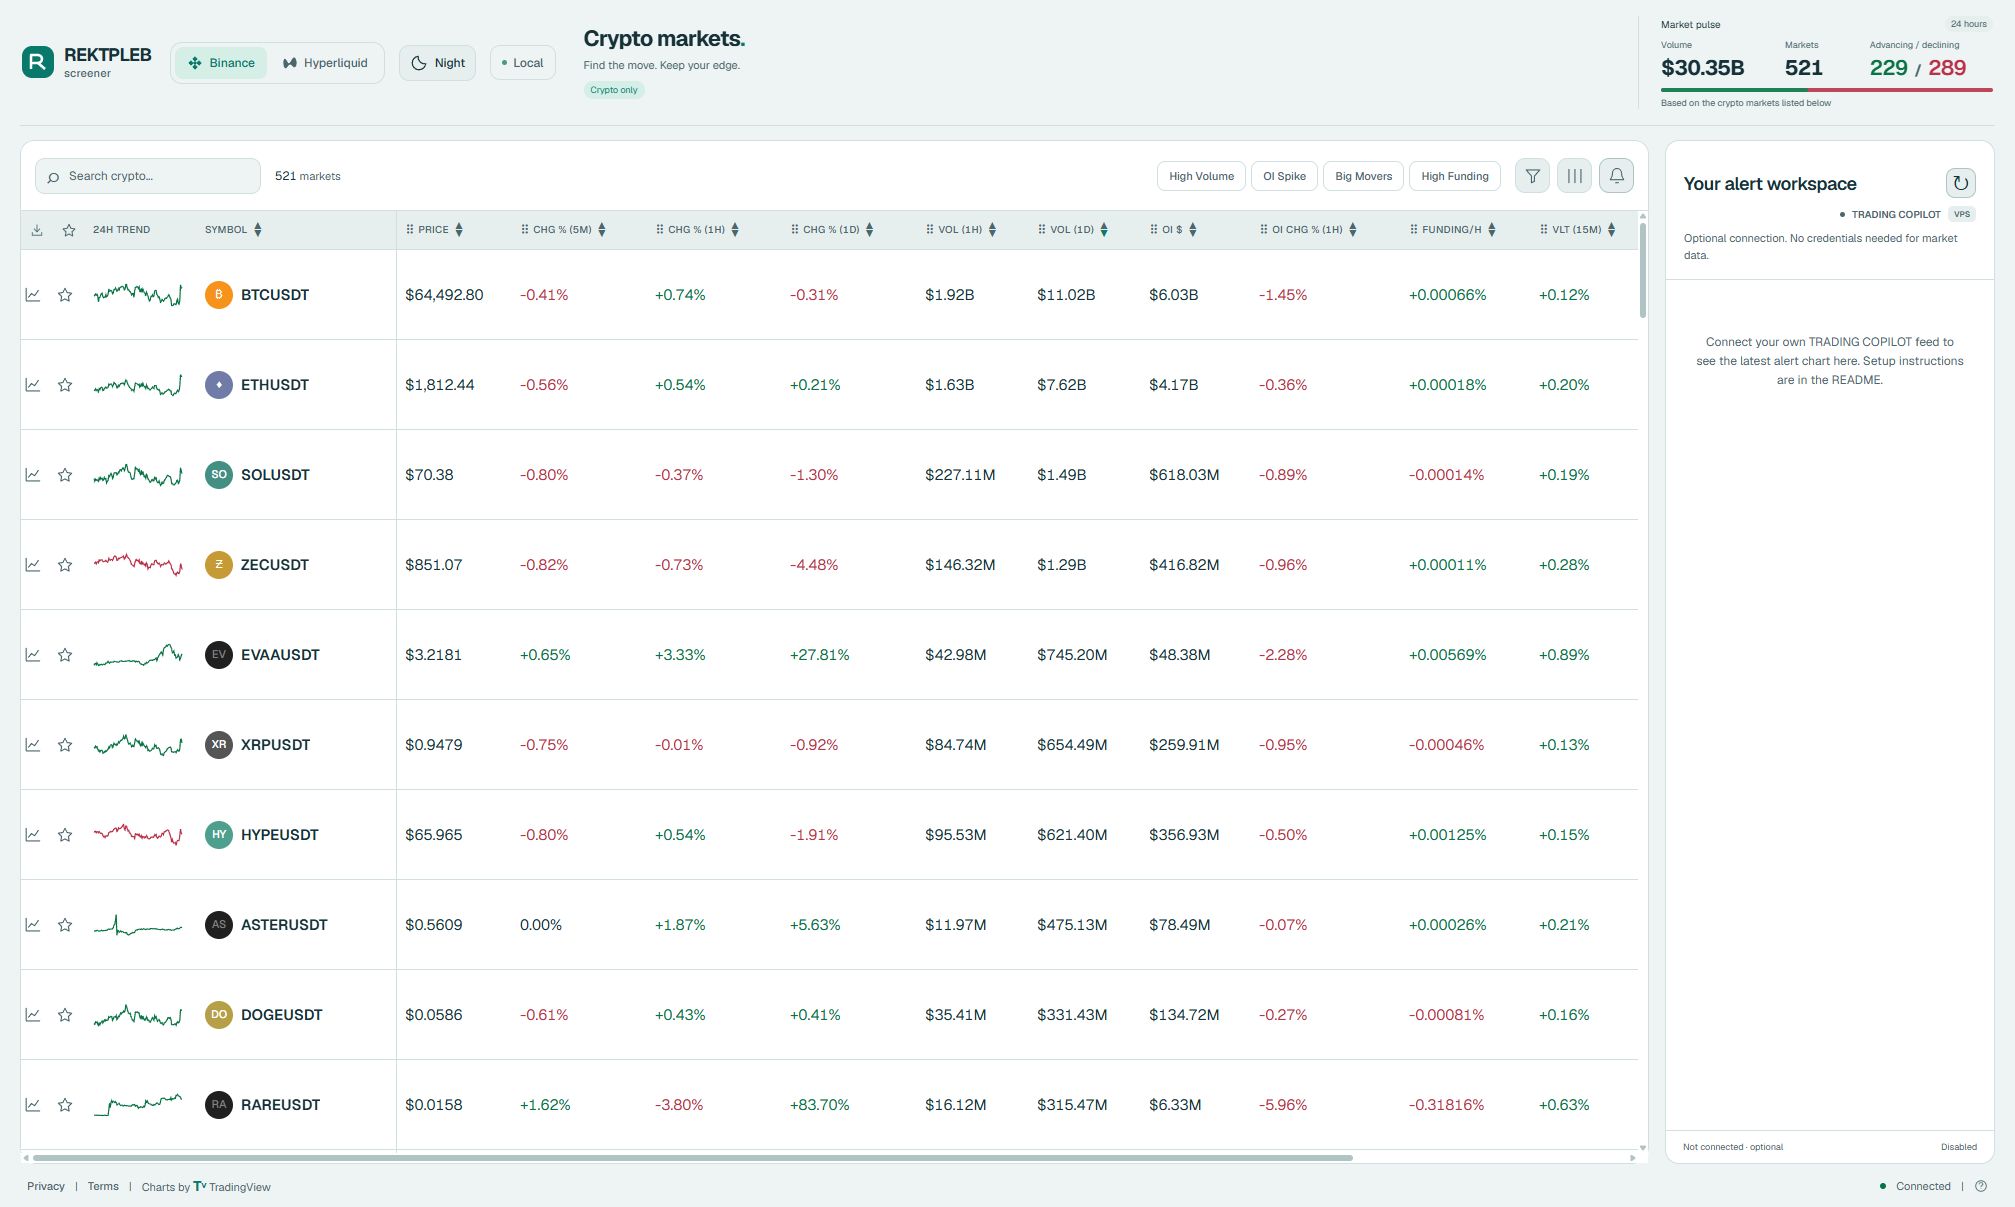 REKTPLEB
screener
Binance
Hyperliquid
Night
Local
Crypto markets.
Find the move. Keep your edge.
Crypto only
Market pulse
24 hours
Volume Markets Advancing / declining
$30.35B 521 229 / 289
Based on the crypto markets listed below
Search crypto...
521 markets
High Volume
OI Spike
Big Movers
High Funding
24H TREND SYMBOL PRICE CHG % (5M) CHG % (1H) CHG % (1D) VOL (1H) VOL (1D) OI $ OI CHG % (1H) FUNDING/H VLT (15M)
BTCUSDT $64,492.80 -0.41% +0.74% -0.31% $1.92B $11.02B $6.03B -1.45% +0.00066% +0.12%
ETHUSDT $1,812.44 -0.56% +0.54% +0.21% $1.63B $7.62B $4.17B -0.36% +0.00018% +0.20%
SO SOLUSDT $70.38 -0.80% -0.37% -1.30% $227.11M $1.49B $618.03M -0.89% -0.00014% +0.19%
ZECUSDT $851.07 -0.82% -0.73% -4.48% $146.32M $1.29B $416.82M -0.96% +0.00011% +0.28%
EV EVAAUSDT $3.2181 +0.65% +3.33% +27.81% $42.98M $745.20M $48.38M -2.28% +0.00569% +0.89%
XR XRPUSDT $0.9479 -0.75% -0.01% -0.92% $84.74M $654.49M $259.91M -0.95% -0.00046% +0.13%
HY HYPEUSDT $65.965 -0.80% +0.54% -1.91% $95.53M $621.40M $356.93M -0.50% +0.00125% +0.15%
AS ASTERUSDT $0.5609 0.00% +1.87% +5.63% $11.97M $475.13M $78.49M -0.07% +0.00026% +0.21%
DO DOGEUSDT $0.0586 -0.61% +0.43% +0.41% $35.41M $331.43M $134.72M -0.27% -0.00081% +0.16%
RA RAREUSDT $0.0158 +1.62% -3.80% +83.70% $16.12M $315.47M $6.33M -5.96% -0.31816% +0.63%
Your alert workspace
TRADING COPILOT VPS
Optional connection. No credentials needed for market
data.
Connect your own TRADING COPILOT feed to
see the latest alert chart here. Setup instructions
are in the README.
Not connected · optional Disabled
Privacy | Terms | Charts by TradingView
Connected |